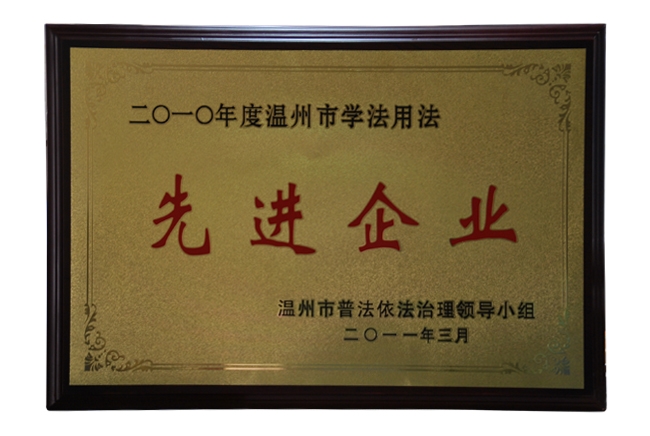 二〇一〇年度温州市学法用法
先进企业
温州市普法依法治理领导小组
二〇一一年三月